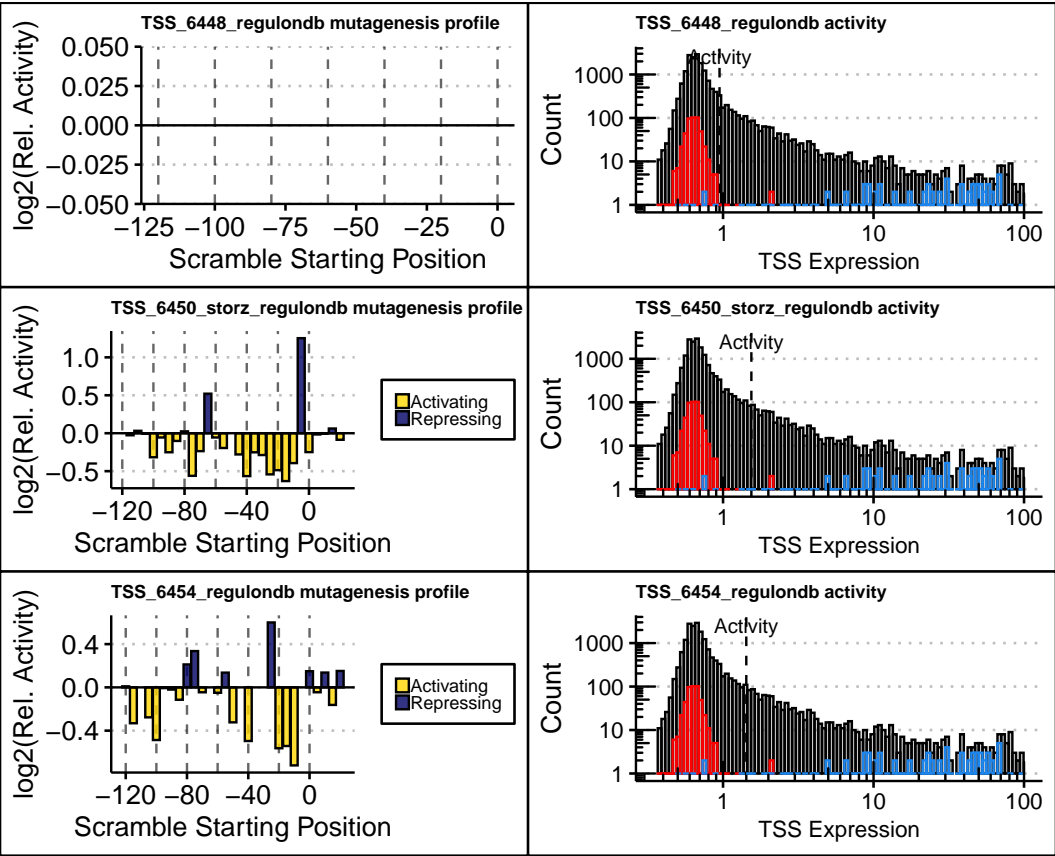 TSS_6448_regulondb mutagenesis profile
log2(Rel. Activity)
0.050
0.025
0.000
−0.025
−0.050
−125 −100 −75 −50 −25 0
Scramble Starting Position
TSS_6448_regulondb activity
Activity
Count
1000
100
10
1
1 10 100
TSS Expression
TSS_6450_storz_regulondb mutagenesis profile
log2(Rel. Activity)
1.0
0.5
0.0
−0.5
−120 −80 −40 0
Scramble Starting Position
Activating
Repressing
TSS_6450_storz_regulondb activity
Activity
Count
1000
100
10
1
1 10 100
TSS Expression
TSS_6454_regulondb mutagenesis profile
log2(Rel. Activity)
0.4
0.0
−0.4
−120 −80 −40 0
Scramble Starting Position
Activating
Repressing
TSS_6454_regulondb activity
Activity
Count
1000
100
10
1
1 10 100
TSS Expression